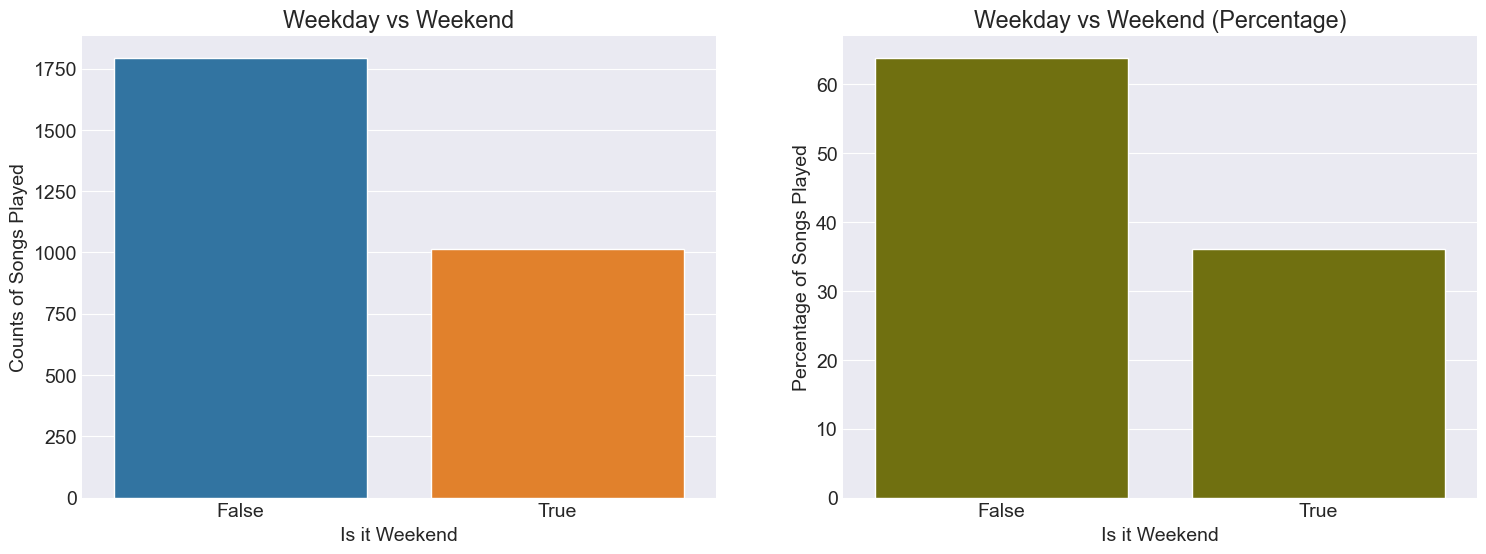 Weekday vs Weekend
Counts of Songs Played
1750
1500
1250
1000
750
500
250
0
False
True
Is it Weekend
Weekday vs Weekend (Percentage)
Percentage of Songs Played
60
50
40
30
20
10
0
False
True
Is it Weekend